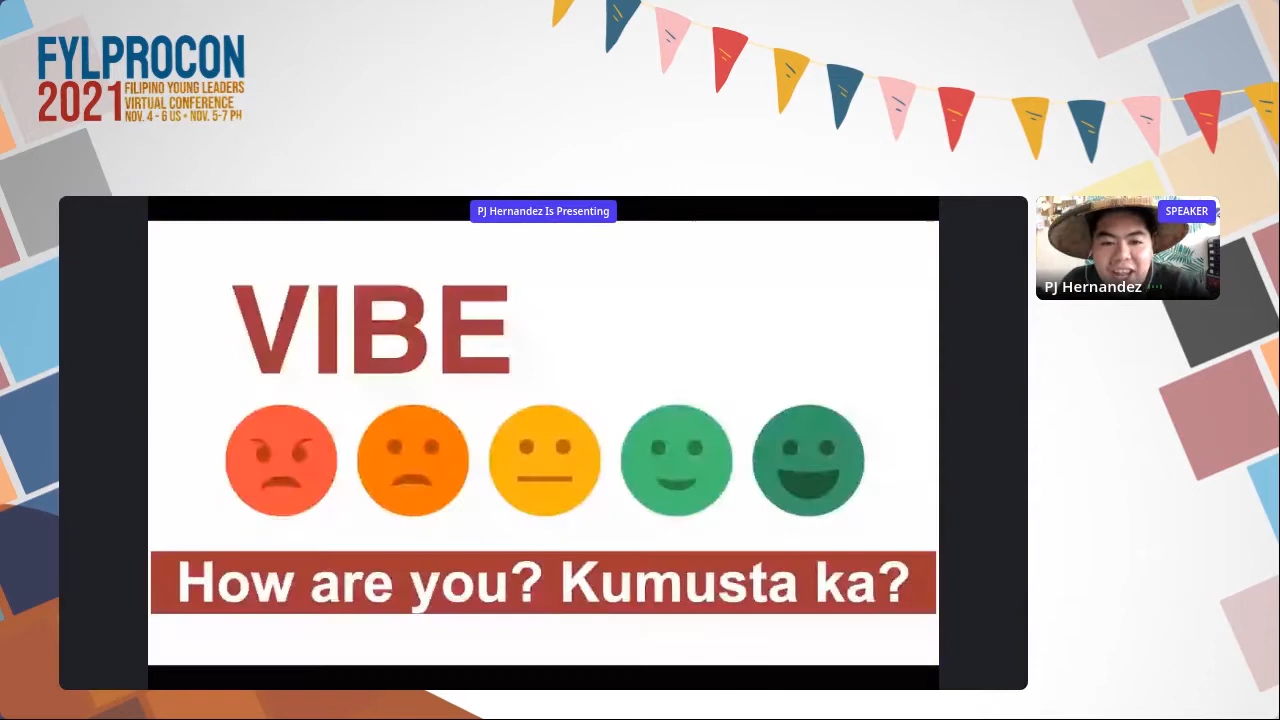 FYLPROCON
2021 FILIPINO YOUNG LEADERS
VIRTUAL CONFERENCE
NOV. 4 - 6 US • NOV. 5-7 PH
PJ Hernandez Is Presenting
SPEAKER
PJ Hernandez
VIBE
How are you? Kumusta ka?